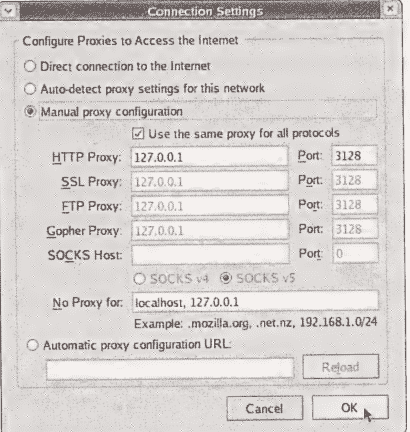 Connection Settings
Configure Proxies to Access the Internet
Direct connection to the Internet
Auto-detect proxy settings for this network
Manual proxy configuration
Use the same proxy for all protocols
HTTP Proxy: 127.0.0.1 Port: 3128
SSL Proxy: 127.0.0.1 Port: 3128
FTP Proxy: 127.0.0.1 Port: 3128
Gopher Proxy: 127.0.0.1 Port: 3128
SOCKS Host: Port: 0
SOCKS v4 SOCKS v5
No Proxy for: localhost, 127.0.0.1
Example: .mozilla.org, .net.nz, 192.168.1.0/24
Automatic proxy configuration URL:
Reload
Cancel OK